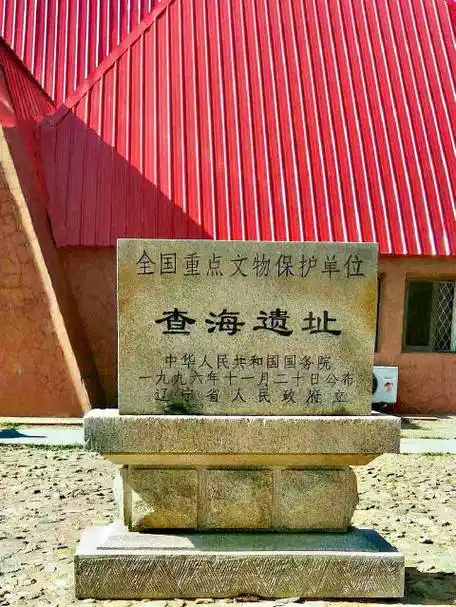 全国重点文物保护单位
查海遗址
中华人民共和国国务院
一九九六年十一月二十日公布
辽宁省人民政府立